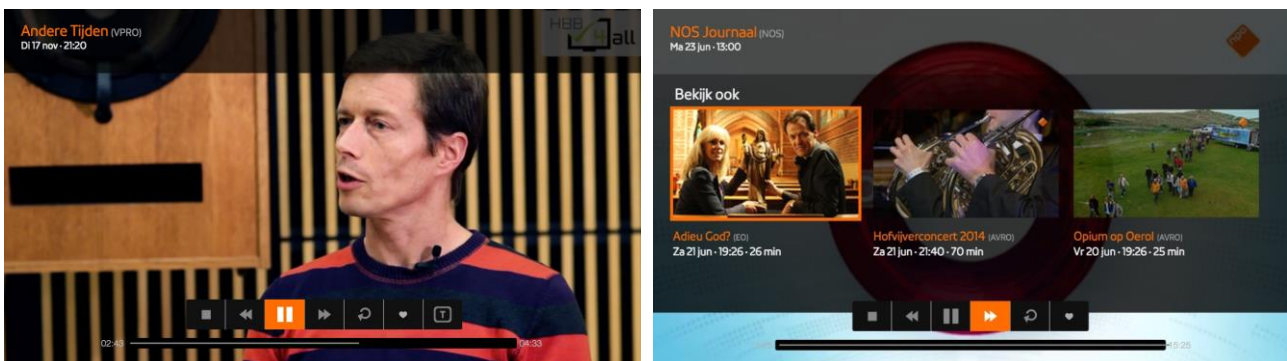 Andere Tijden (VPRO)
Di 17 nov · 21:20
HBB
4all
T
02:43
04:33
NOS Journaal (NOS)
Ma 23 jun · 13:00
npo
Bekijk ook
Adieu God? (EO)
Za 21 jun · 19:26 · 26 min
Hofvijverconcert 2014 (AVRO)
Za 21 jun · 21:40 · 70 min
Opium op Oerol (AVRO)
Vr 20 jun · 19:26 · 25 min